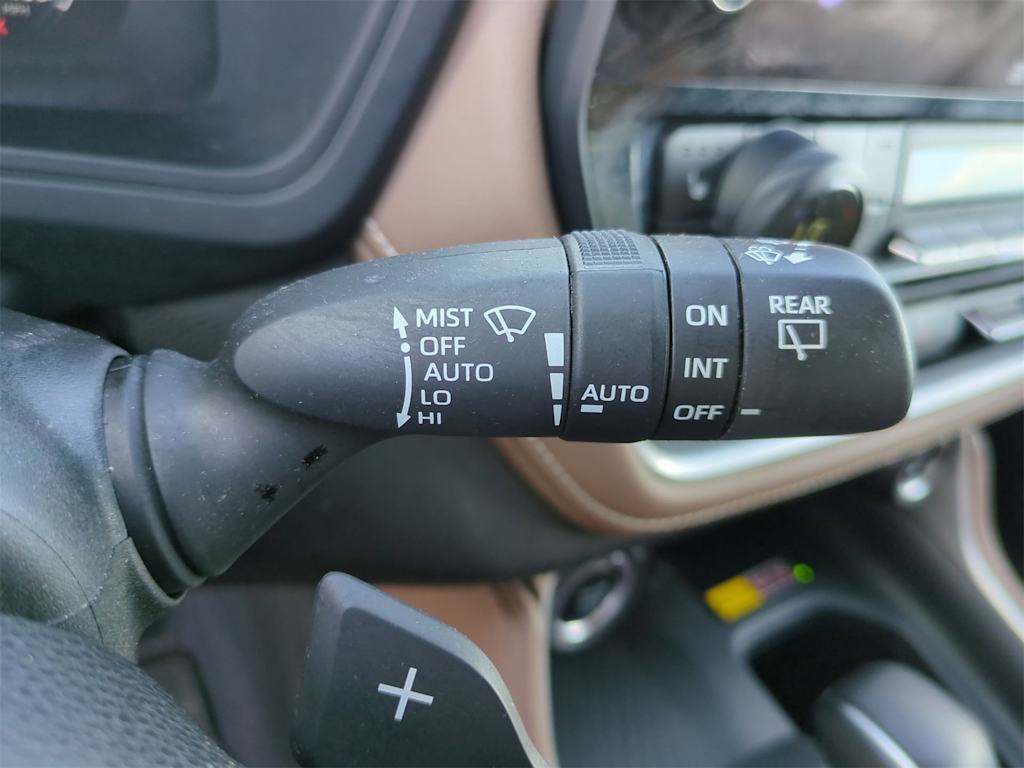 MIST
OFF
AUTO
LO
HI
AUTO
ON
INT
OFF
REAR
+